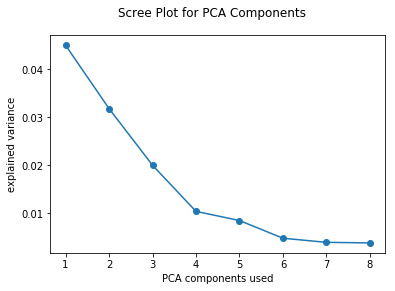 Scree Plot for PCA Components
0.04
0.03
0.02
0.01
explained variance
1 2 3 4 5 6 7 8
PCA components used